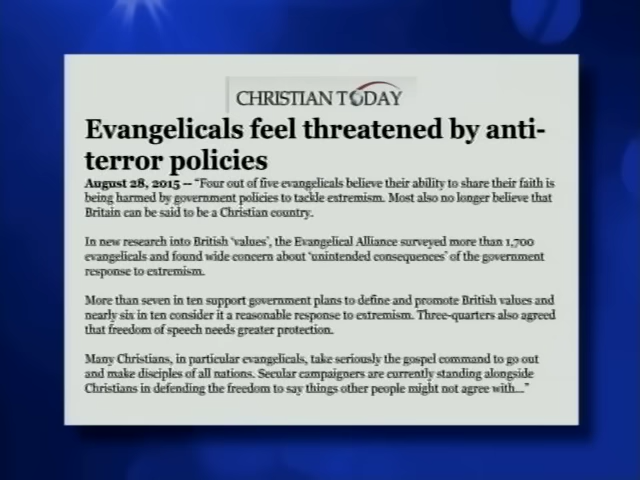 CHRISTIAN TODAY
Evangelicals feel threatened by anti-
terror policies
August 28, 2015 -- "Four out of five evangelicals believe their ability to share their faith is
being harmed by government policies to tackle extremism. Most also no longer believe that
Britain can be said to be a Christian country.
In new research into British 'values', the Evangelical Alliance surveyed more than 1,700
evangelicals and found wide concern about 'unintended consequences' of the government
response to extremism.
More than seven in ten support government plans to define and promote British values and
nearly six in ten consider it a reasonable response to extremism. Three-quarters also agreed
that freedom of speech needs greater protection.
Many Christians, in particular evangelicals, take seriously the gospel command to go out
and make disciples of all nations. Secular campaigners are currently standing alongside
Christians in defending the freedom to say things other people might not agree with..."